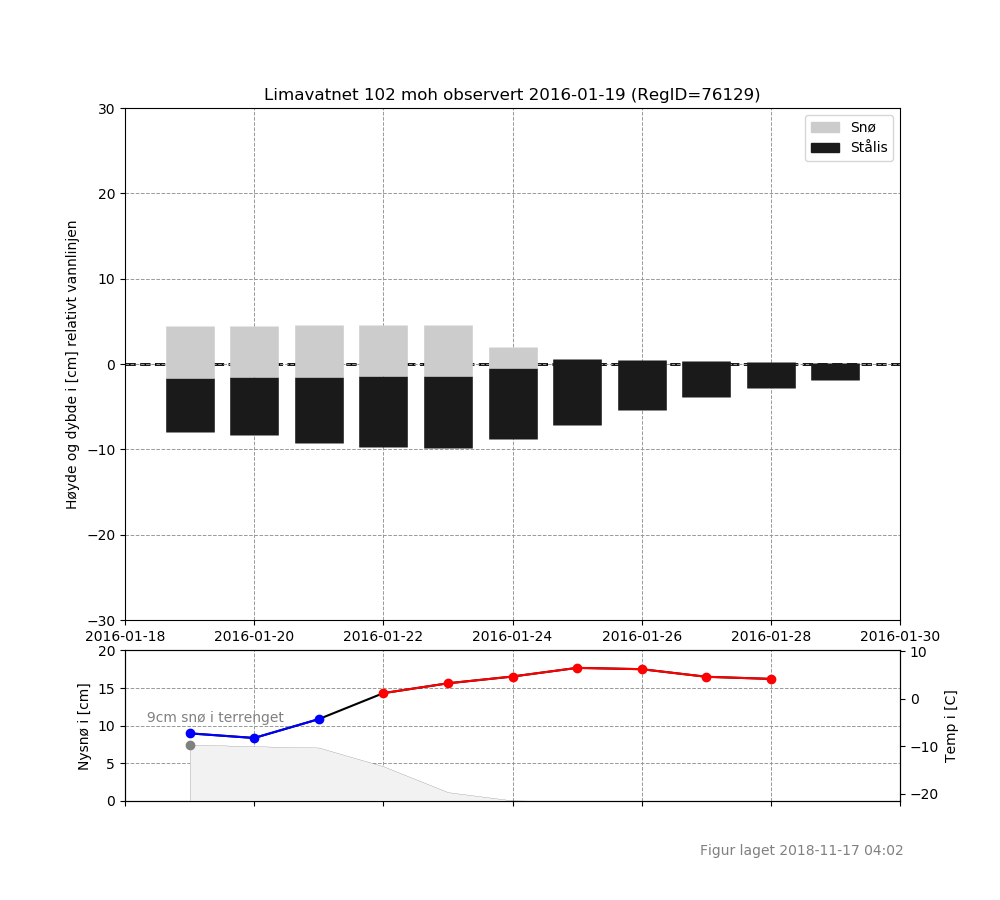 Limavatnet 102 moh observert 2016-01-19 (RegID=76129)
Snø
Stålis
Høyde og dybde i [cm] relativt vannlinjen
30
20
10
0
−10
−20
−30
2016-01-18 2016-01-20 2016-01-22 2016-01-24 2016-01-26 2016-01-28 2016-01-30
Nysnø i [cm]
20
15
10
5
0
9cm snø i terrenget
10
0
−10
−20
Temp i [C]
Figur laget 2018-11-17 04:02